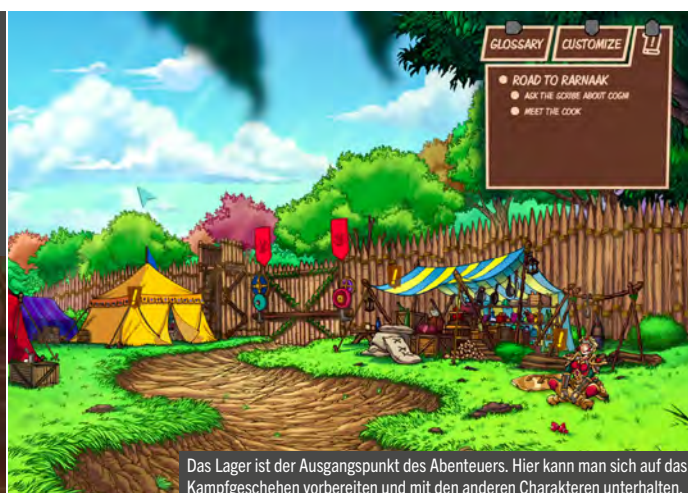 GLOSSARY
CUSTOMIZE
!
ROAD TO RARNAAK
ASK THE SCRIBE ABOUT COGNI
MEET THE COOK
Das Lager ist der Ausgangspunkt des Abenteuers. Hier kann man sich auf das
Kampfgeschehen vorbereiten und mit den anderen Charakteren unterhalten.